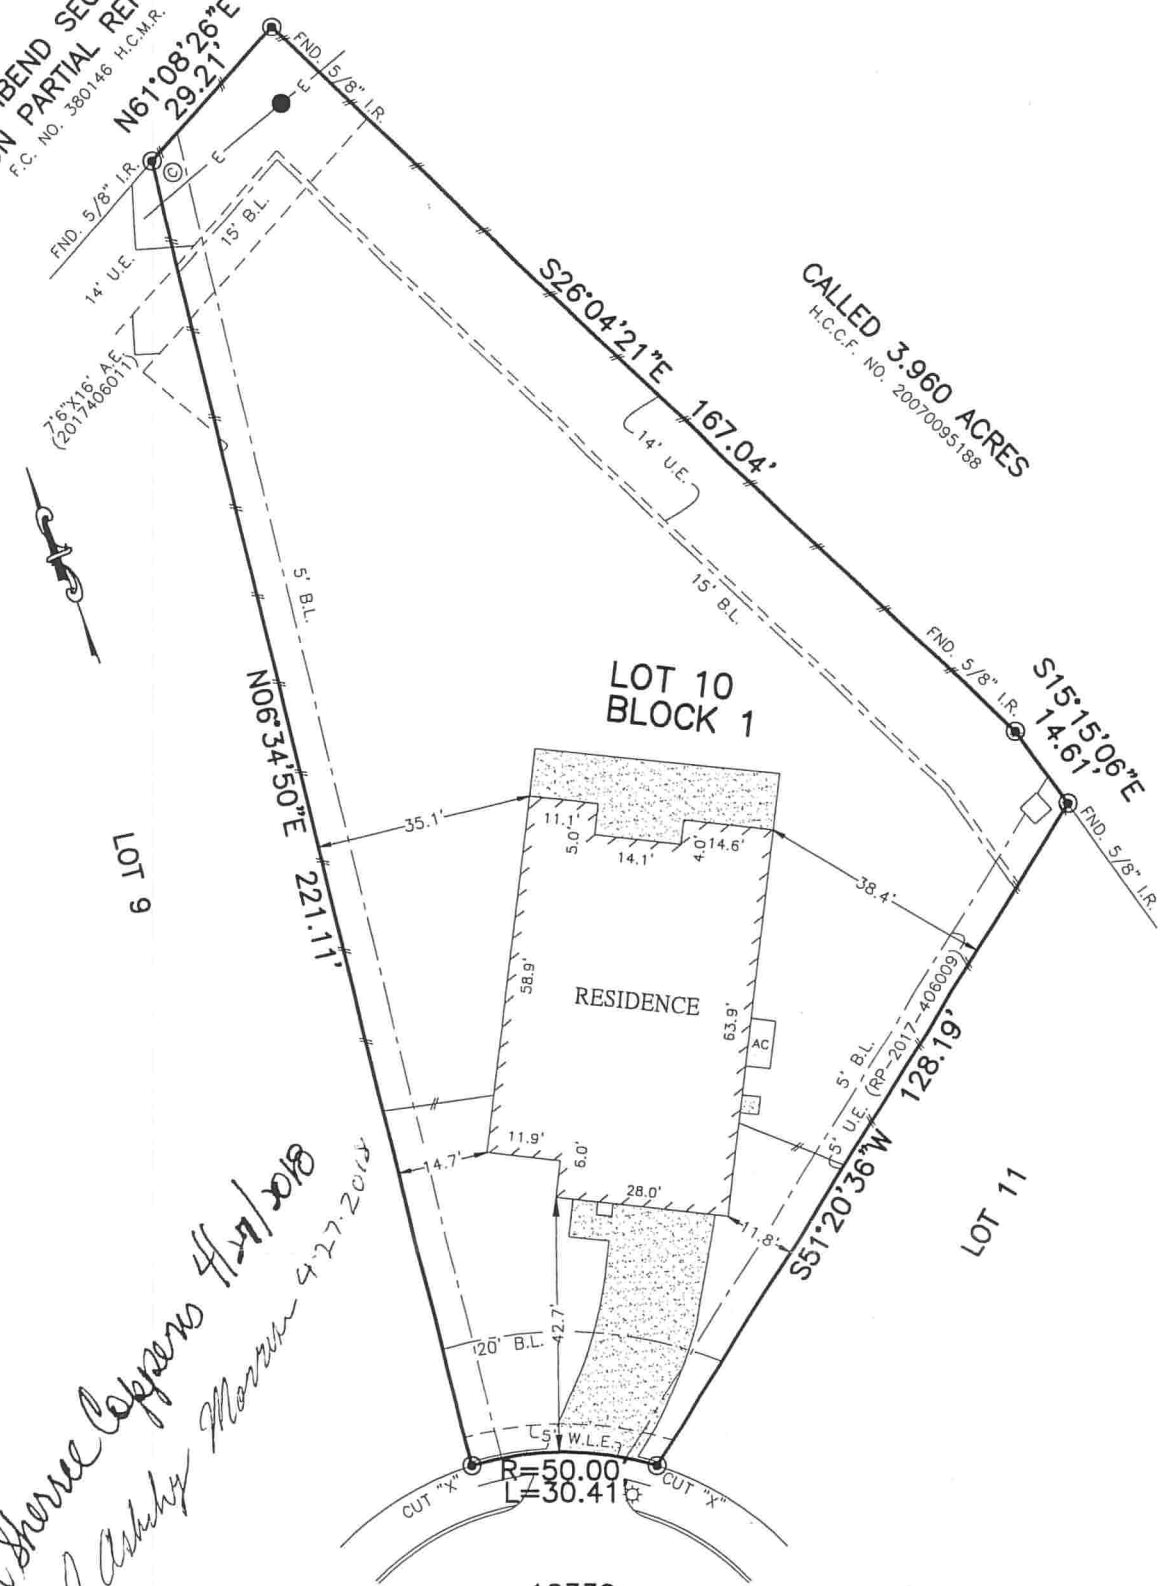 BEND SEC
N PARTIAL REP
F.C. NO. 380146 H.C.M.R.
N61°08'26"E
29.21'
FND. 5/8" I.R.
E
FND. 5/8" I.R.
©
E
14' U.E.
15' B.L.
7'6"X16' A.E.
(2017406011)
S26°04'21"E 167.04'
CALLED 3.960 ACRES
H.C.C.F. NO. 20070095188
14' U.E.
15' B.L.
5' B.L.
FND. 5/8" I.R.
S15°15'06"E
14.61'
FND. 5/8" I.R.
LOT 10
BLOCK 1
N06°34'50"E 221.11'
LOT 9
35.1'
11.1'
5.0'
14.1'
4.0'
14.6'
38.4'
58.9'
RESIDENCE
63.9'
AC
5' B.L.
5' U.E. (RP-2017-406009)
S51°20'36"W 128.19'
LOT 11
11.9'
6.0'
14.7'
28.0'
11.8'
42.7'
20' B.L.
5' W.L.E.
R=50.00'
L=30.41'
CUT "X"
CUT "X"
Sherree Coppens 4/27/2018
Ashley Morrow 4-27-2018